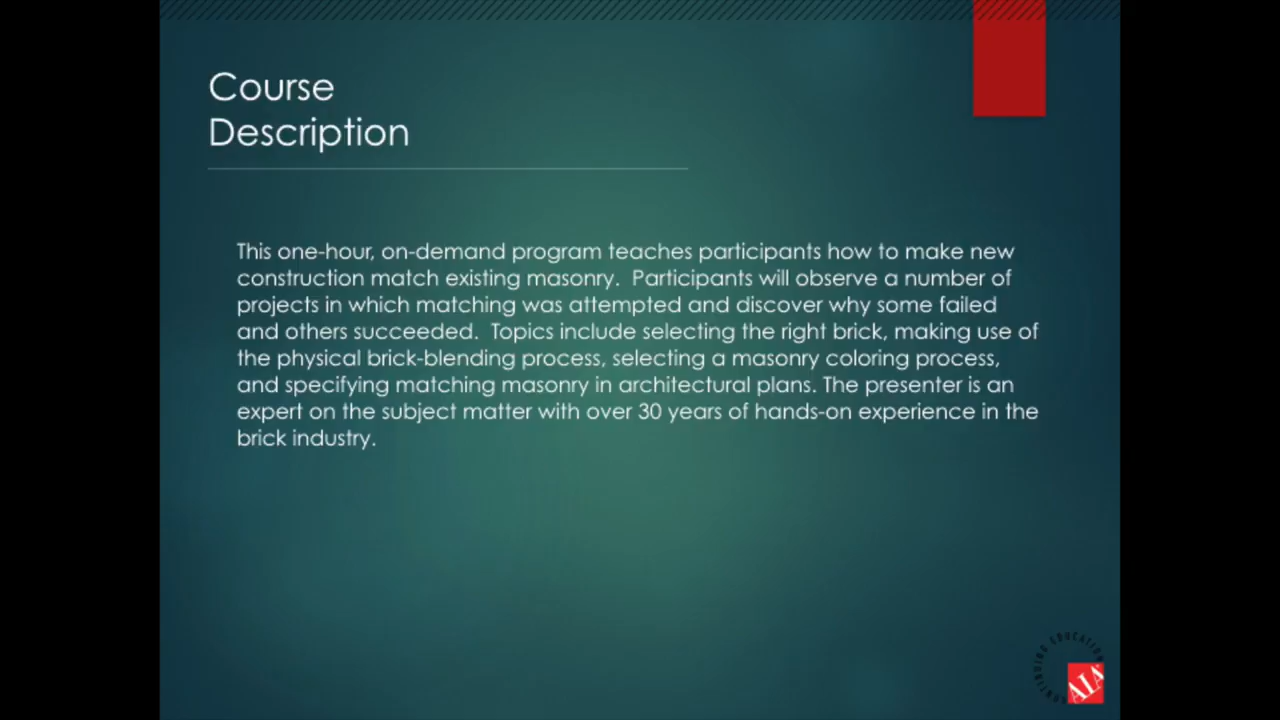 Course
Description
This one-hour, on-demand program teaches participants how to make new
construction match existing masonry.  Participants will observe a number of
projects in which matching was attempted and discover why some failed
and others succeeded.  Topics include selecting the right brick, making use of
the physical brick-blending process, selecting a masonry coloring process,
and specifying matching masonry in architectural plans. The presenter is an
expert on the subject matter with over 30 years of hands-on experience in the
brick industry.
CONTINUING EDUCATION
AIA